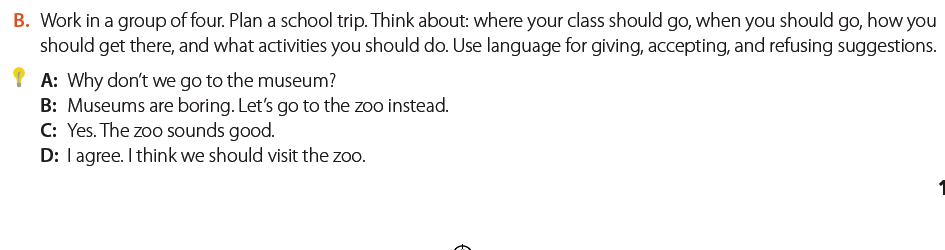 B. Work in a group of four. Plan a school trip. Think about: where your class should go, when you should go, how you
should get there, and what activities you should do. Use language for giving, accepting, and refusing suggestions.
A: Why don't we go to the museum?
B: Museums are boring. Let's go to the zoo instead.
C: Yes. The zoo sounds good.
D: I agree. I think we should visit the zoo.
1